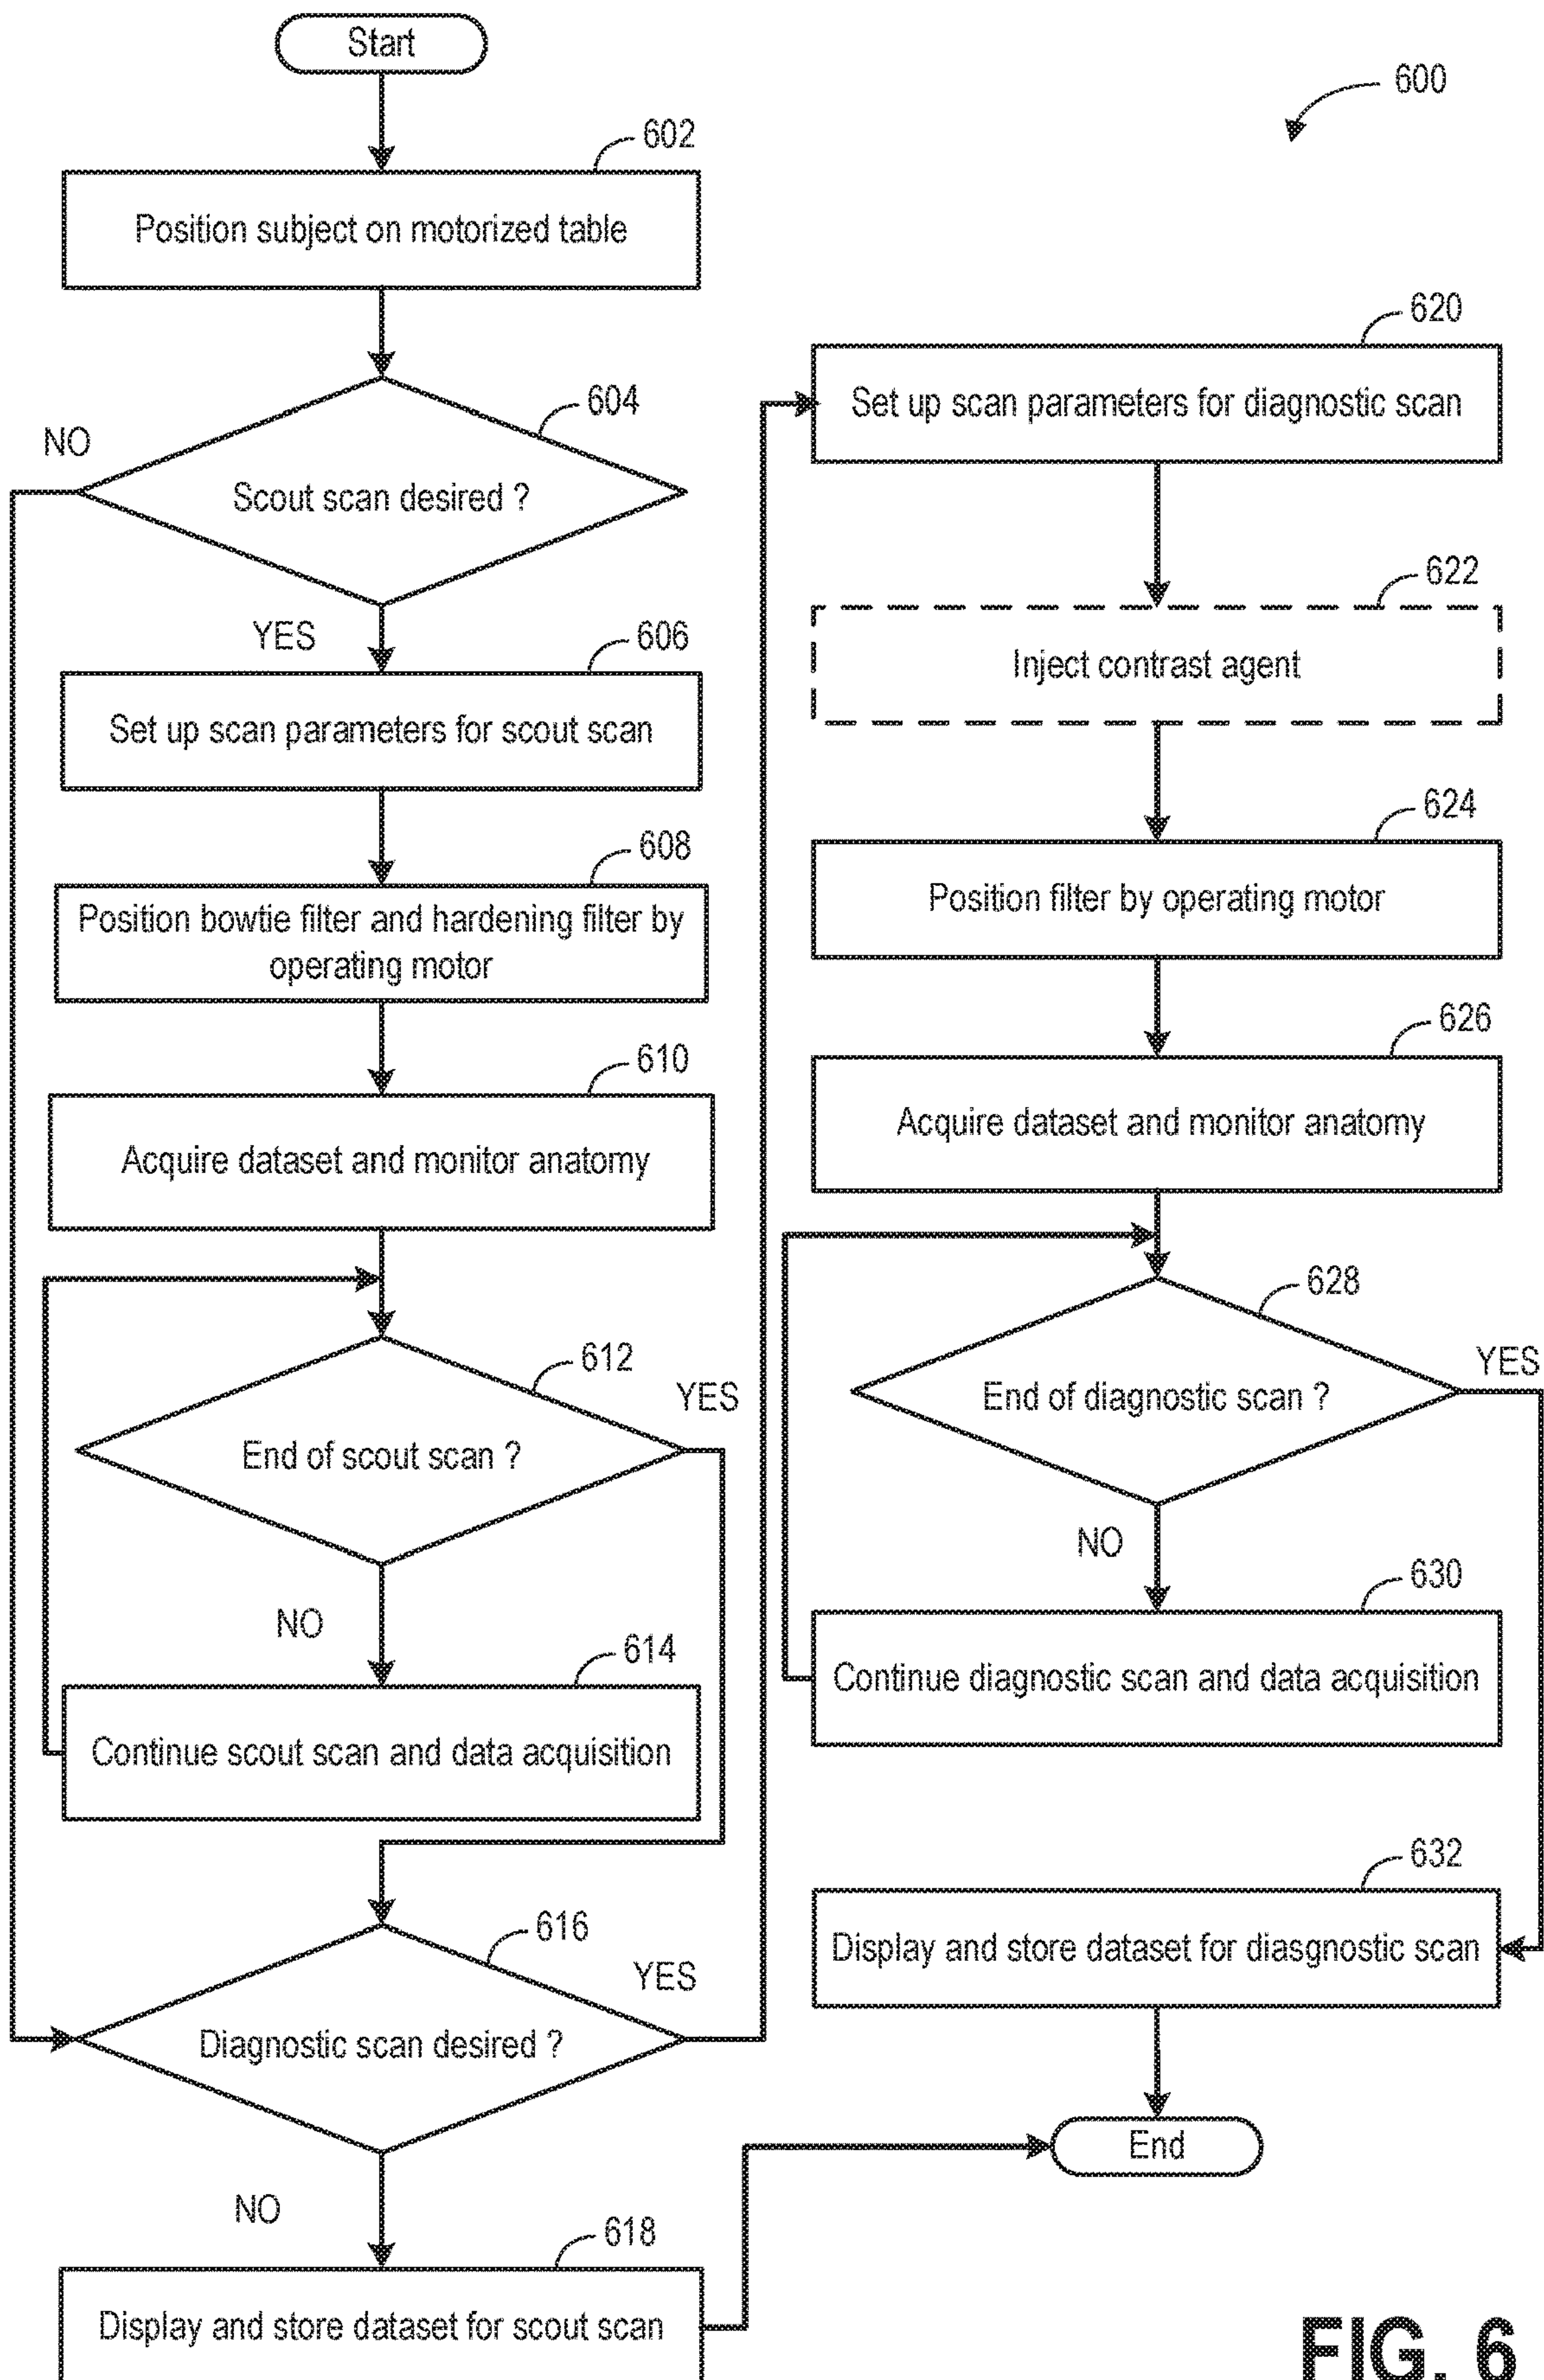 Start
600
602
Position subject on motorized table
604
NO
Scout scan desired ?
YES
606
Set up scan parameters for scout scan
608
Position bowtie filter and hardening filter by
operating motor
610
Acquire dataset and monitor anatomy
612
YES
End of scout scan ?
NO
614
Continue scout scan and data acquisition
616
YES
Diagnostic scan desired ?
NO
618
Display and store dataset for scout scan
620
Set up scan parameters for diagnostic scan
622
Inject contrast agent
624
Position filter by operating motor
626
Acquire dataset and monitor anatomy
628
YES
End of diagnostic scan ?
NO
630
Continue diagnostic scan and data acquisition
632
Display and store dataset for diasgnostic scan
End
FIG. 6